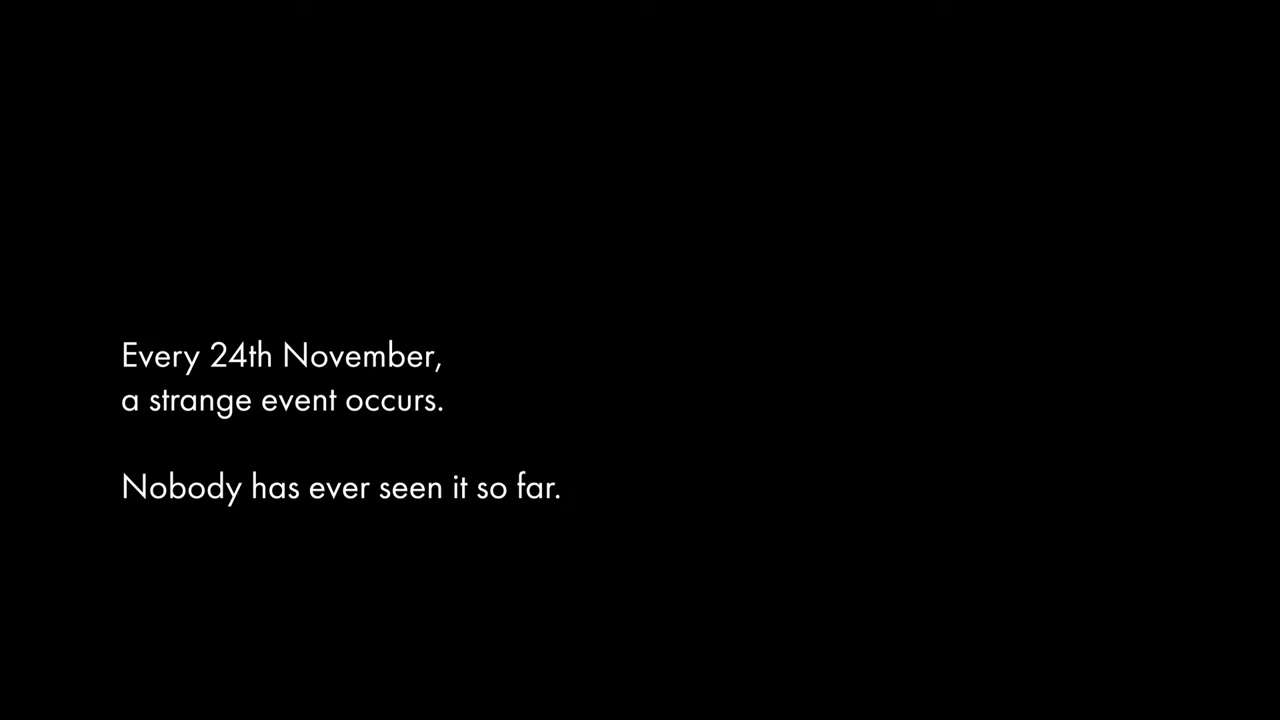 Every 24th November,
a strange event occurs.
Nobody has ever seen it so far.